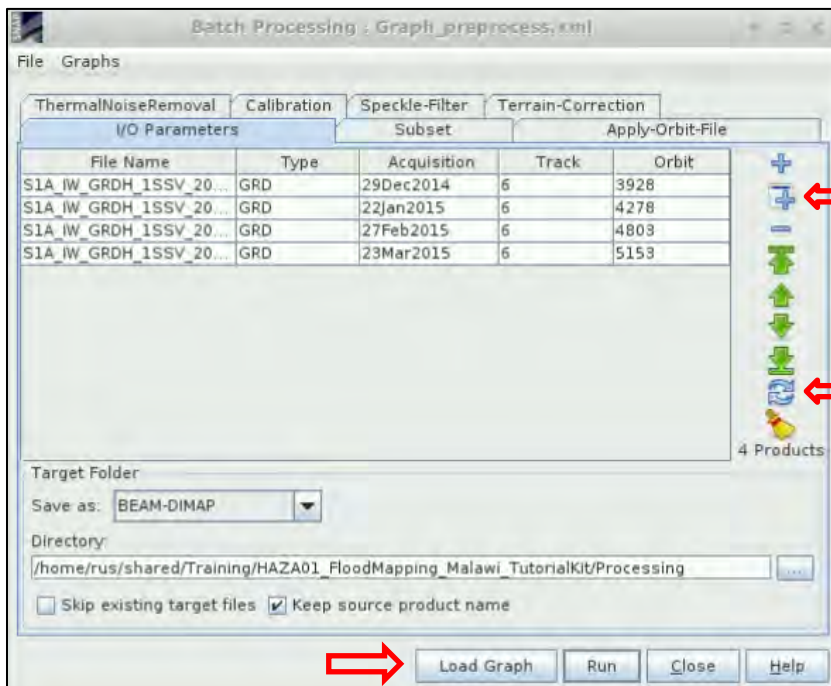 Batch Processing : Graph_preprocess.xml
File Graphs
ThermalNoiseRemoval Calibration Speckle-Filter Terrain-Correction
I/O Parameters Subset Apply-Orbit-File
File Name Type Acquisition Track Orbit
S1A_IW_GRDH_1SSV_20... GRD 29Dec2014 6 3928
S1A_IW_GRDH_1SSV_20... GRD 22Jan2015 6 4278
S1A_IW_GRDH_1SSV_20... GRD 27Feb2015 6 4803
S1A_IW_GRDH_1SSV_20... GRD 23Mar2015 6 5153
4 Products
Target Folder
Save as: BEAM-DIMAP
Directory:
/home/rus/shared/Training/HAZA01_FloodMapping_Malawi_TutorialKit/Processing ...
Skip existing target files Keep source product name
Load Graph Run Close Help